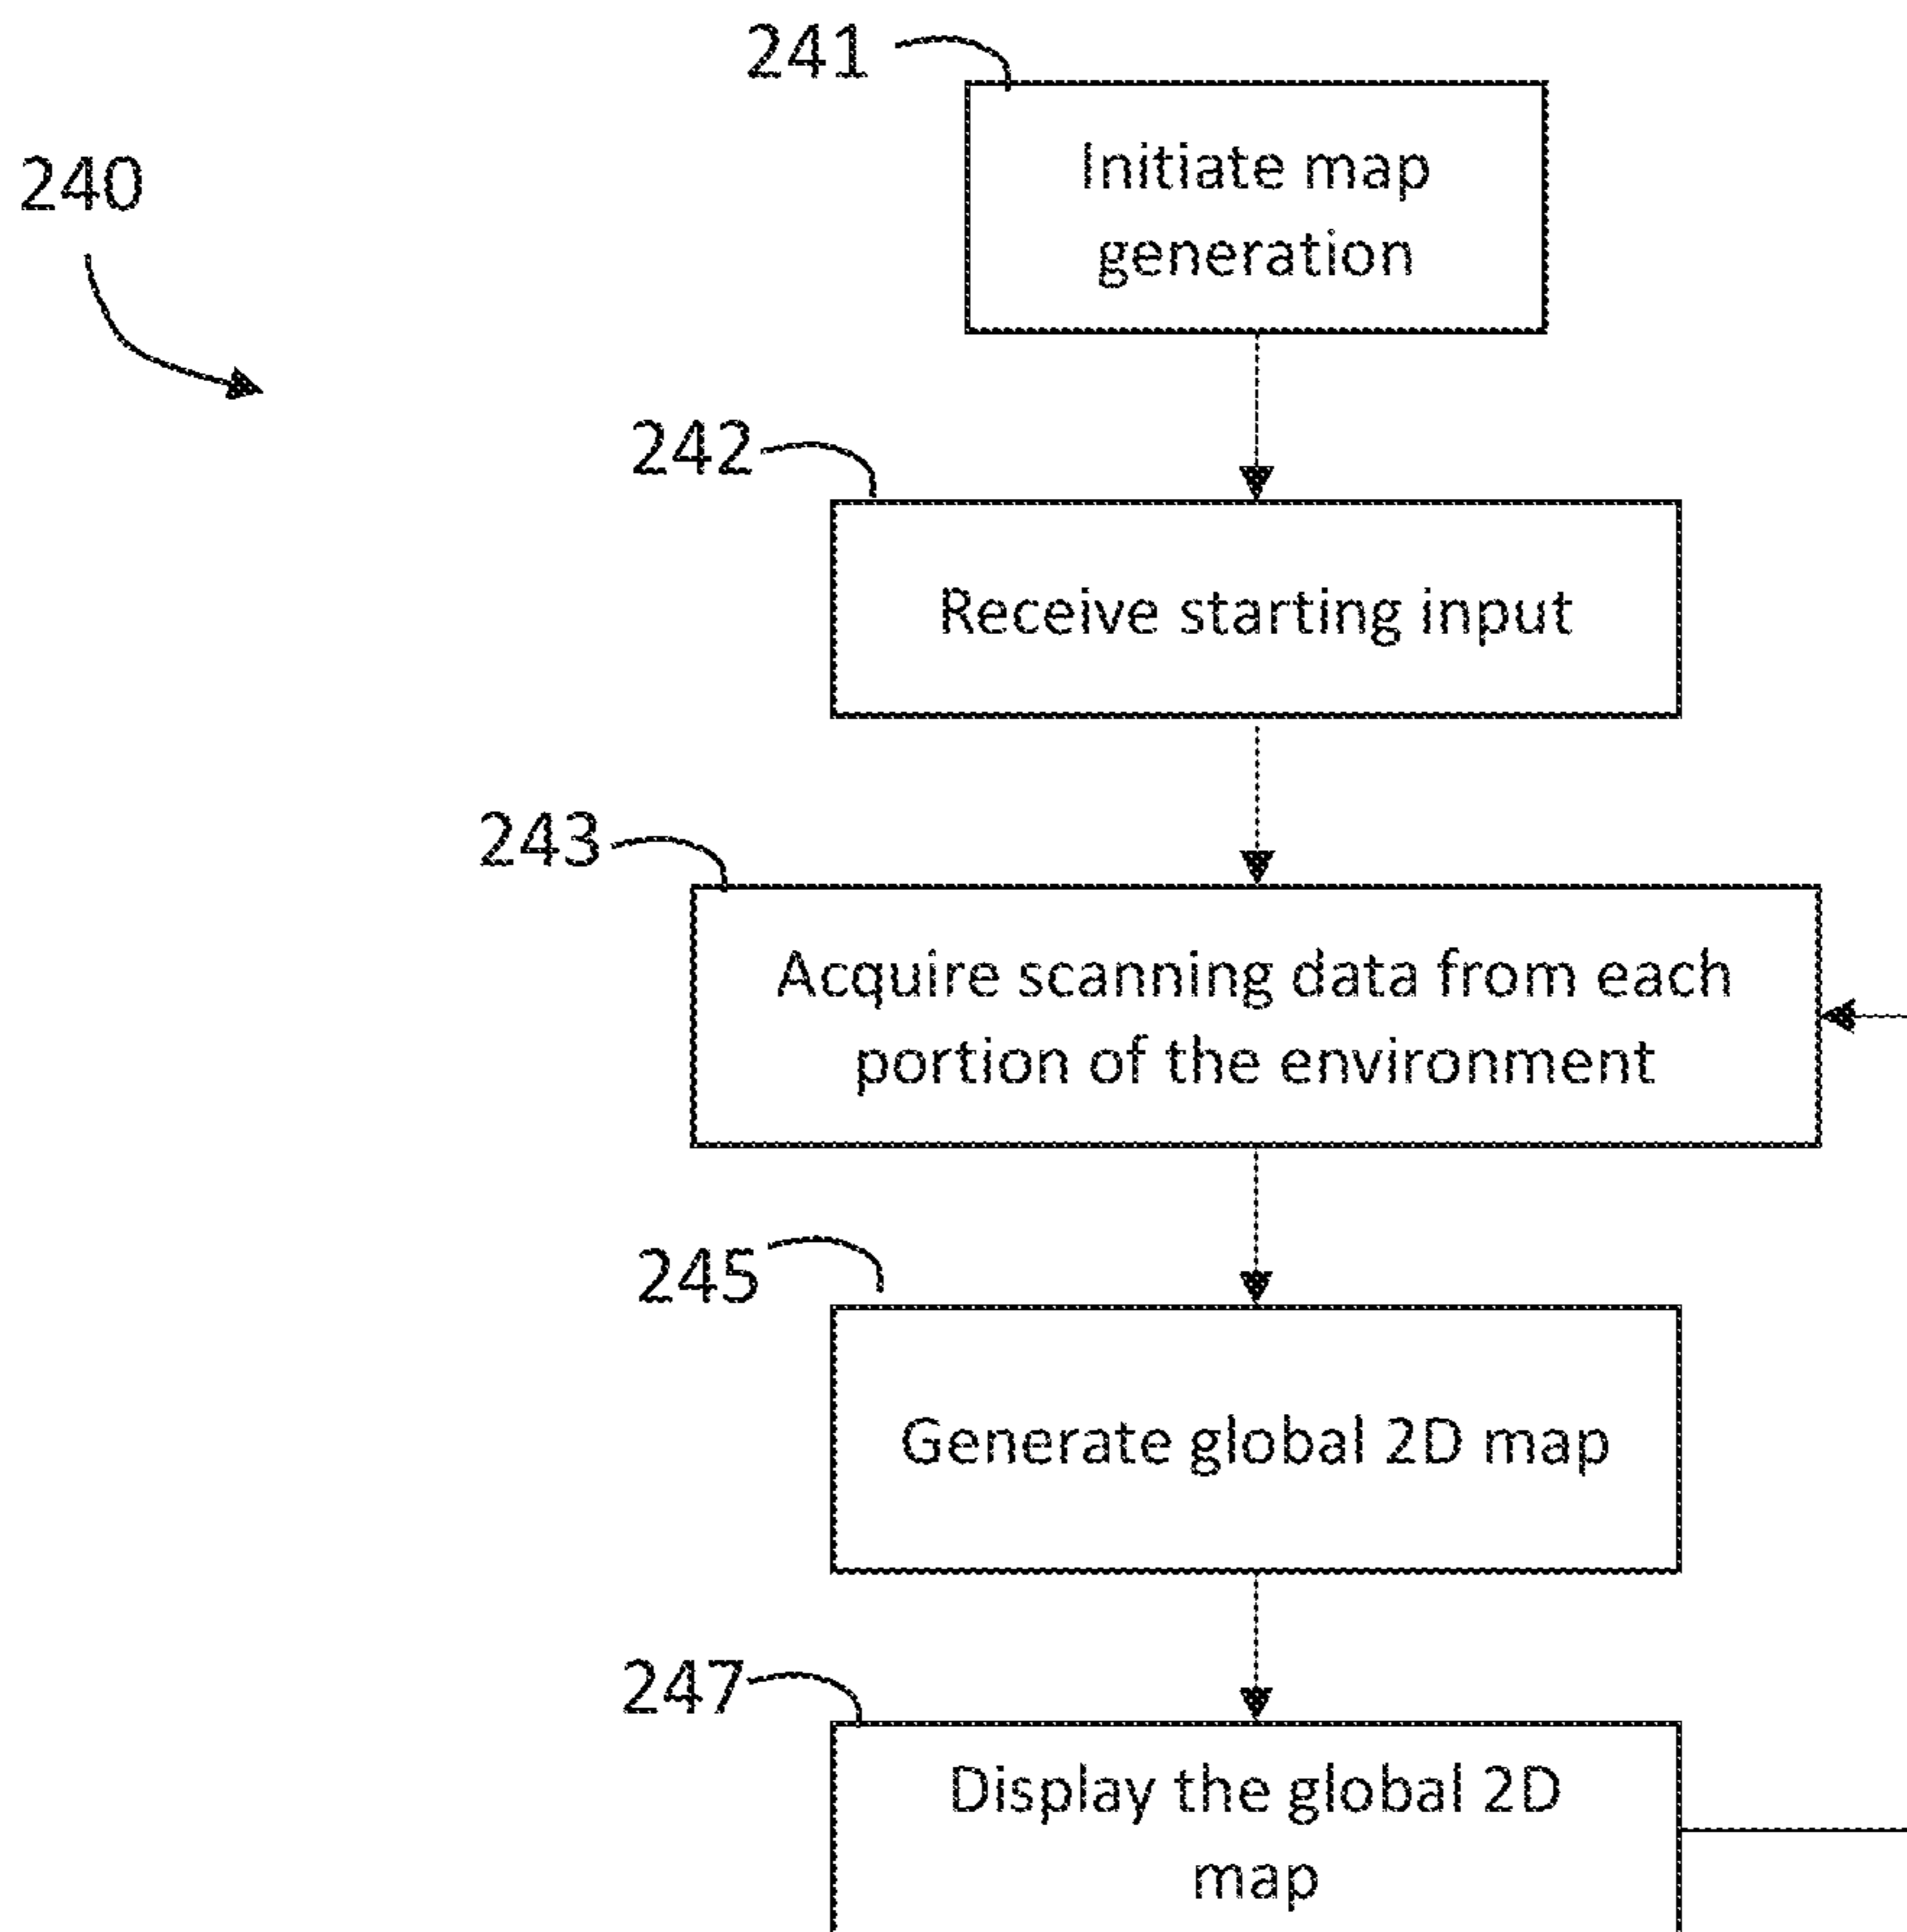 241
Initiate map
generation
240
242
Receive starting input
243
Acquire scanning data from each
portion of the environment
245
Generate global 2D map
247
Display the global 2D
map